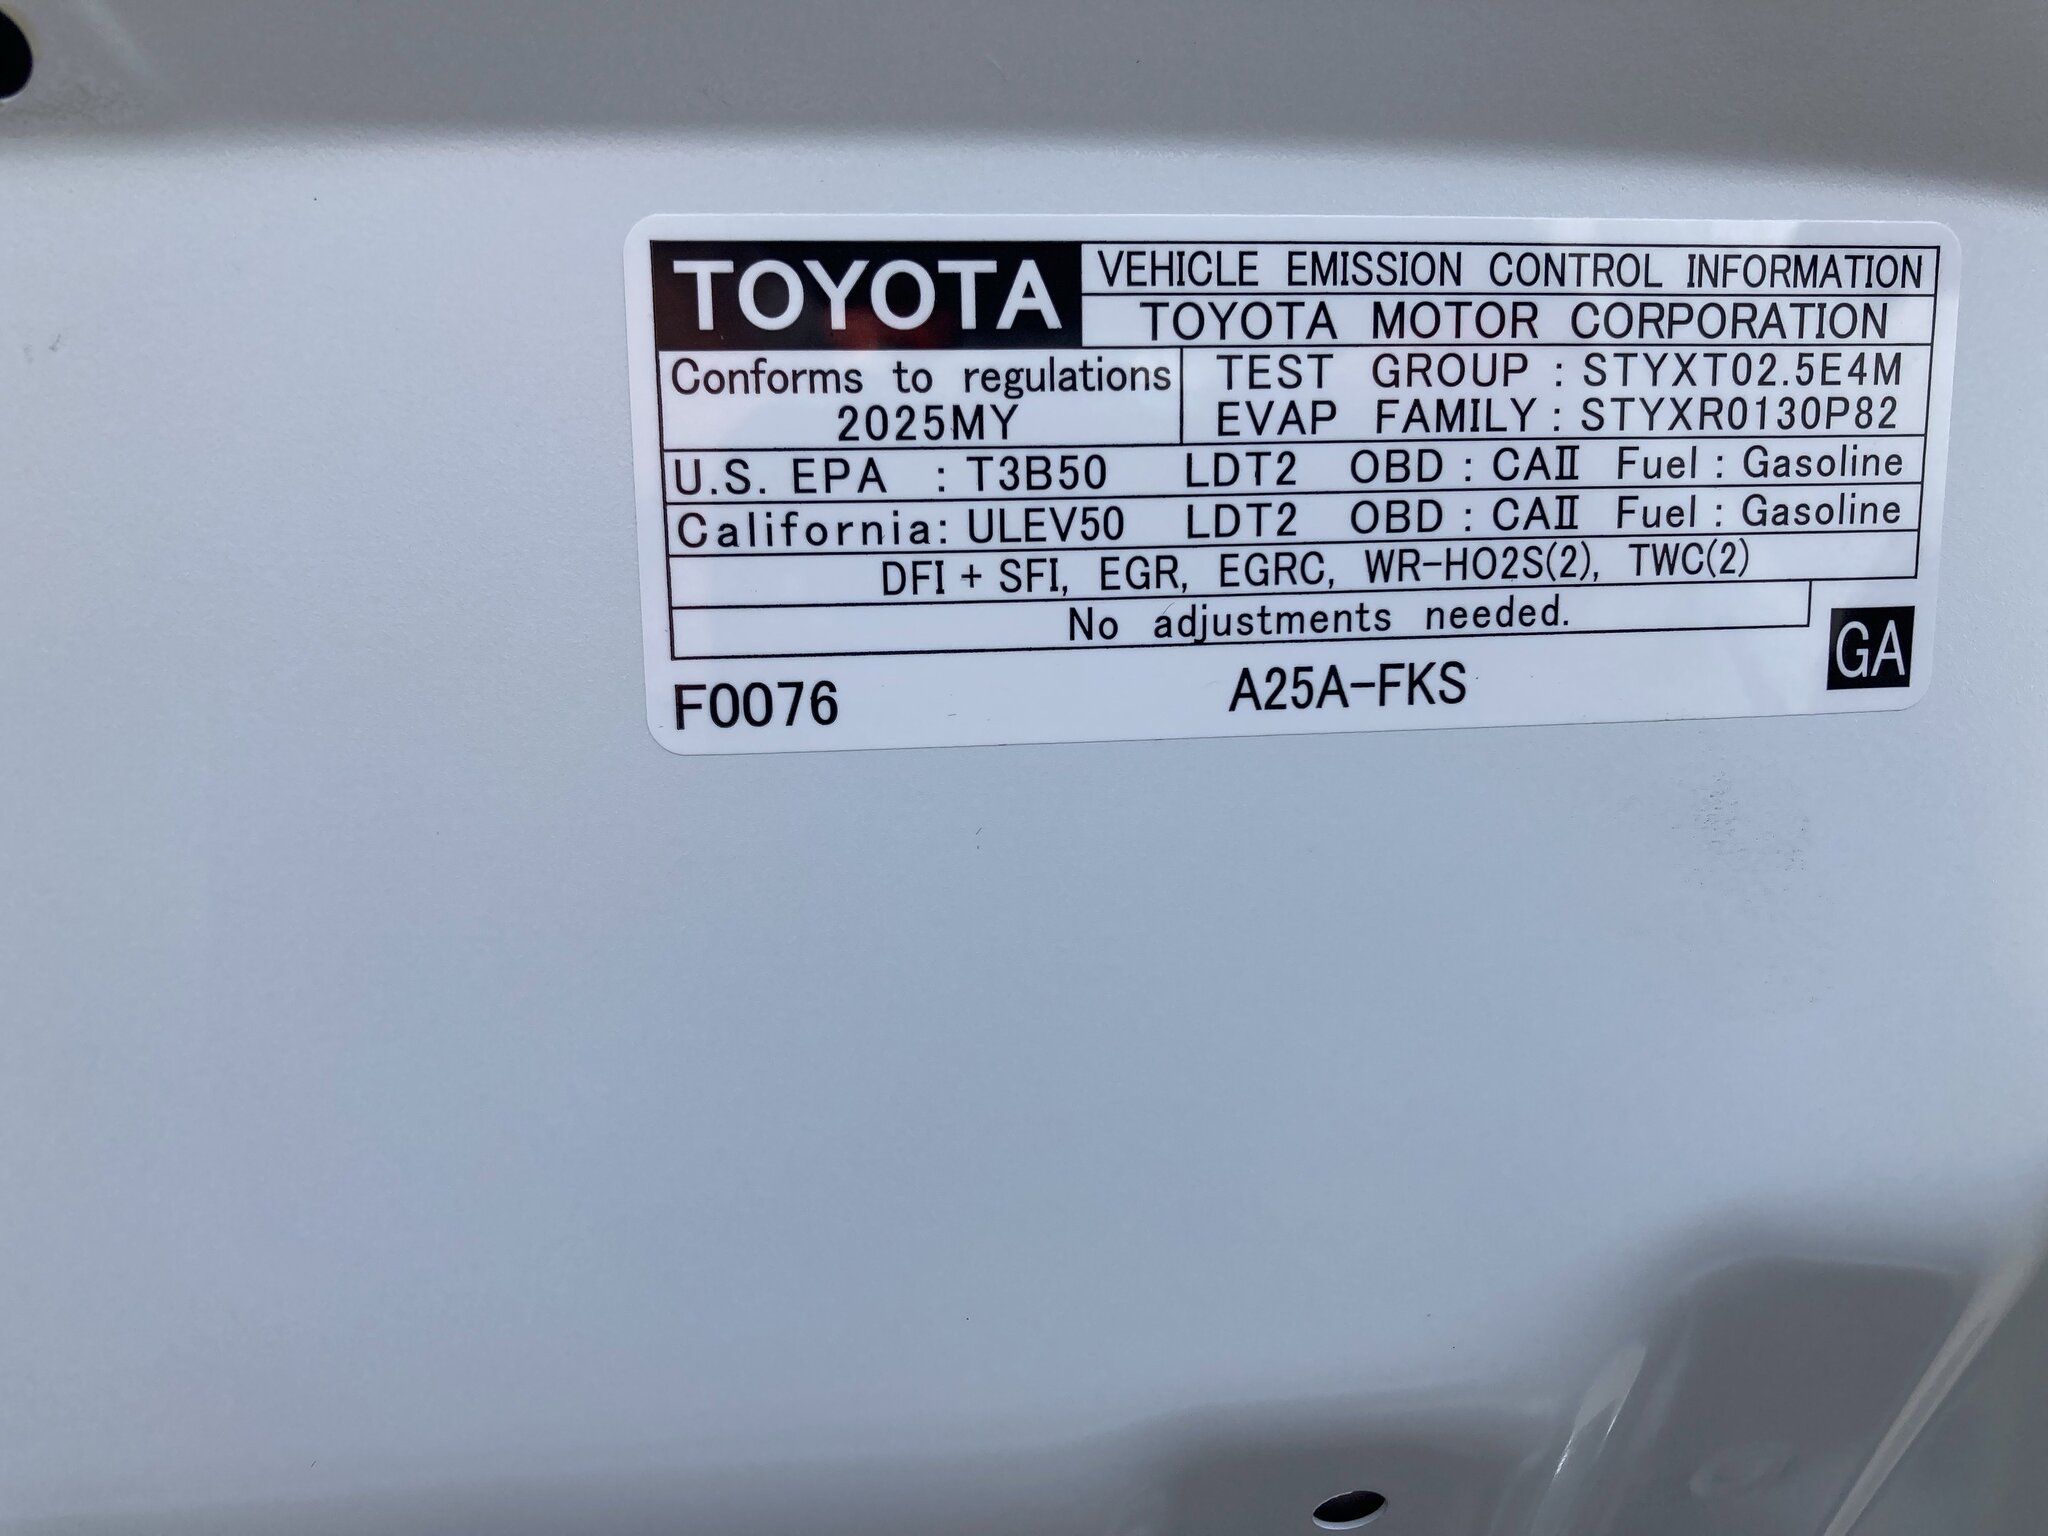 TOYOTA VEHICLE EMISSION CONTROL INFORMATION
TOYOTA MOTOR CORPORATION
Conforms to regulations
2025MY
TEST GROUP : STYXT02.5E4M
EVAP FAMILY : STYXR0130P82
U.S. EPA : T3B50 LDT2 OBD : CAⅡ Fuel : Gasoline
California: ULEV50 LDT2 OBD : CAⅡ Fuel : Gasoline
DFI + SFI, EGR, EGRC, WR-HO2S(2), TWC(2)
No adjustments needed.
GA
F0076 A25A-FKS